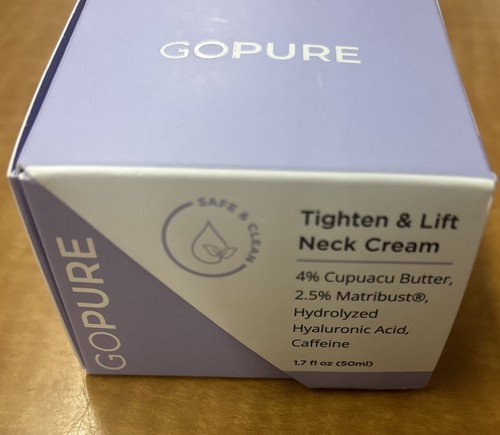 GOPURE
SAFE & CLEAN
GOPURE
Tighten & Lift
Neck Cream
4% Cupuacu Butter,
2.5% Matribust®,
Hydrolyzed
Hyaluronic Acid,
Caffeine
1.7 fl oz (50ml)